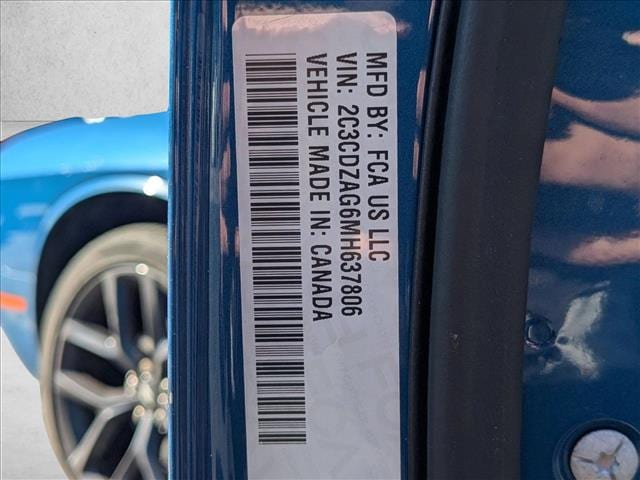 MFD BY: FCA US LLC
VIN: 2C3CDZAG6MH637806
VEHICLE MADE IN: CANADA